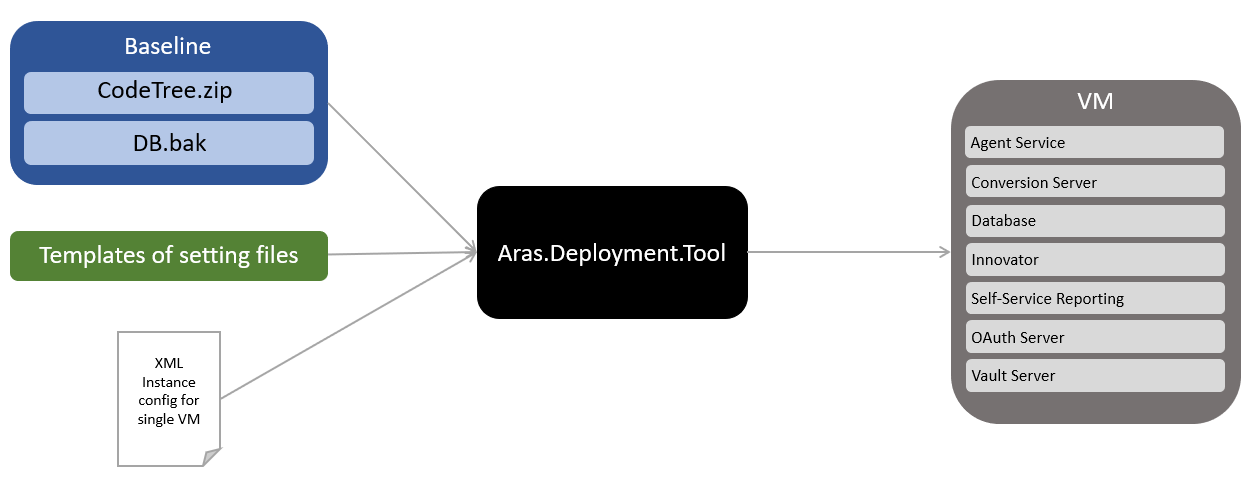 Baseline
CodeTree.zip
DB.bak
Templates of setting files
XML
Instance
config for
single VM
Aras.Deployment.Tool
VM
Agent Service
Conversion Server
Database
Innovator
Self-Service Reporting
OAuth Server
Vault Server